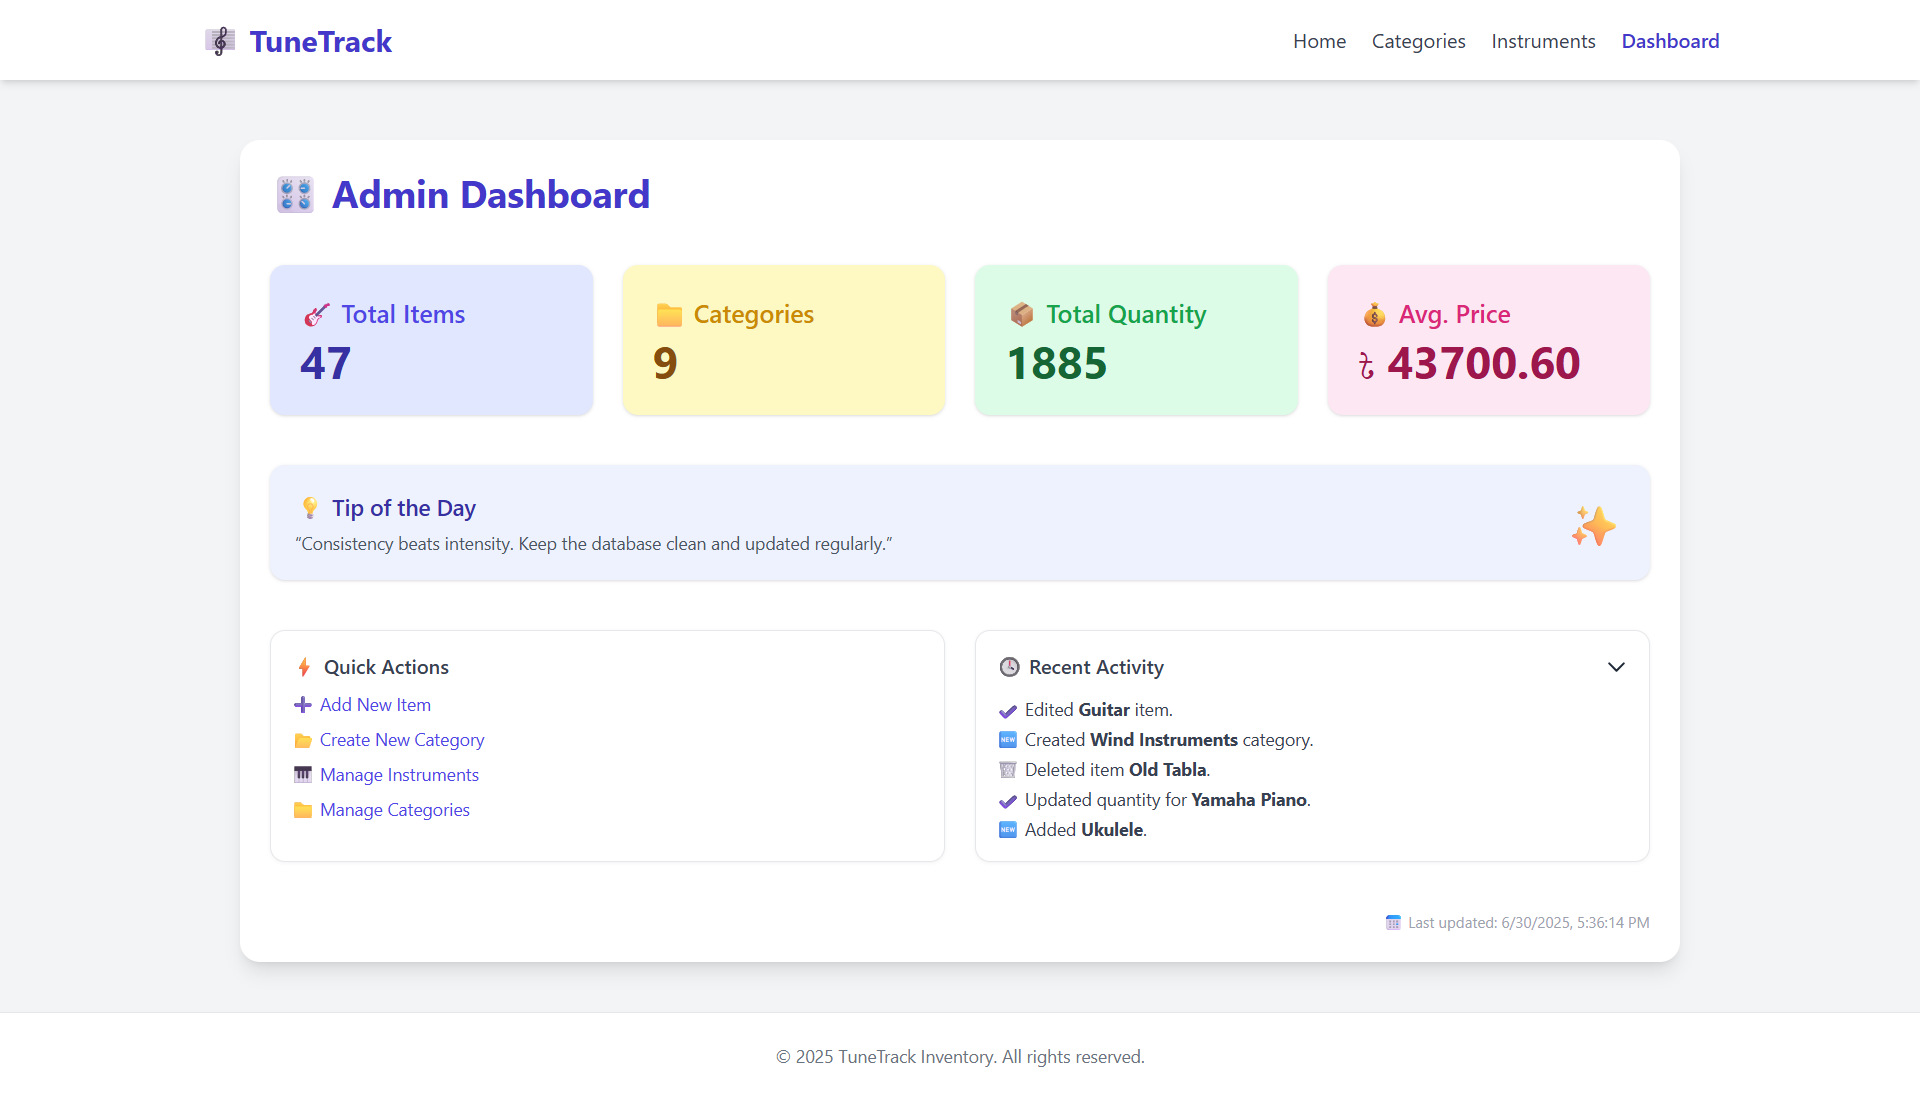 TuneTrack
Home Categories Instruments Dashboard
Admin Dashboard
Total Items
47
Categories
9
Total Quantity
1885
Avg. Price
৳ 43700.60
Tip of the Day
“Consistency beats intensity. Keep the database clean and updated regularly.”
Quick Actions
Add New Item
Create New Category
Manage Instruments
Manage Categories
Recent Activity
Edited Guitar item.
NEW Created Wind Instruments category.
Deleted item Old Tabla.
Updated quantity for Yamaha Piano.
NEW Added Ukulele.
Last updated: 6/30/2025, 5:36:14 PM
© 2025 TuneTrack Inventory. All rights reserved.